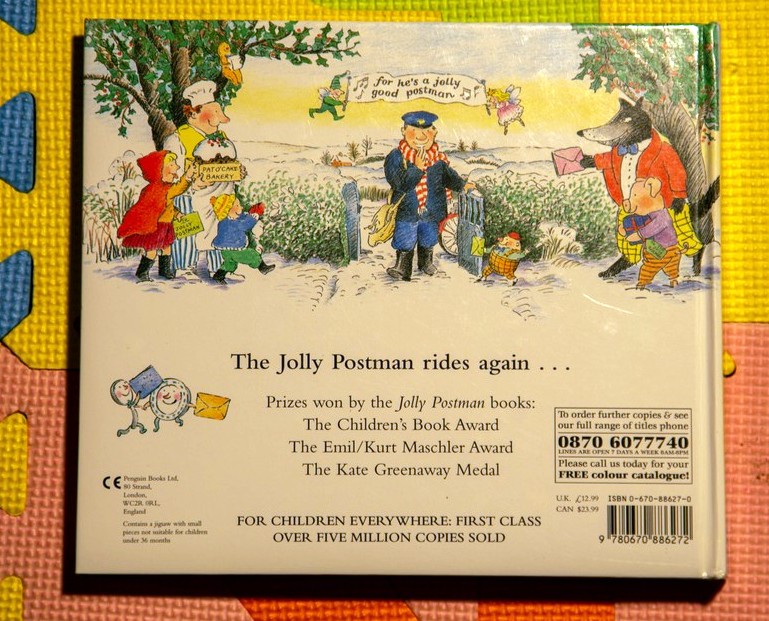 for he's a jolly
good postman
PAT O'CAKE
BAKERY
The Jolly Postman rides again . . .
Prizes won by the Jolly Postman books:
The Children's Book Award
The Emil/Kurt Maschler Award
The Kate Greenaway Medal
To order further copies & see
our full range of titles phone
0870 6077740
LINES ARE OPEN 7 DAYS A WEEK 8AM-8PM
Please call us today for your
FREE colour catalogue!
CE
Penguin Books Ltd,
80 Strand,
London,
WC2R 0RL,
England
Contains a jigsaw with small
pieces not suitable for children
under 36 months
FOR CHILDREN EVERYWHERE: FIRST CLASS
OVER FIVE MILLION COPIES SOLD
U.K. £12.99
CAN $23.99
ISBN 0-670-88627-0
9 780670 886272